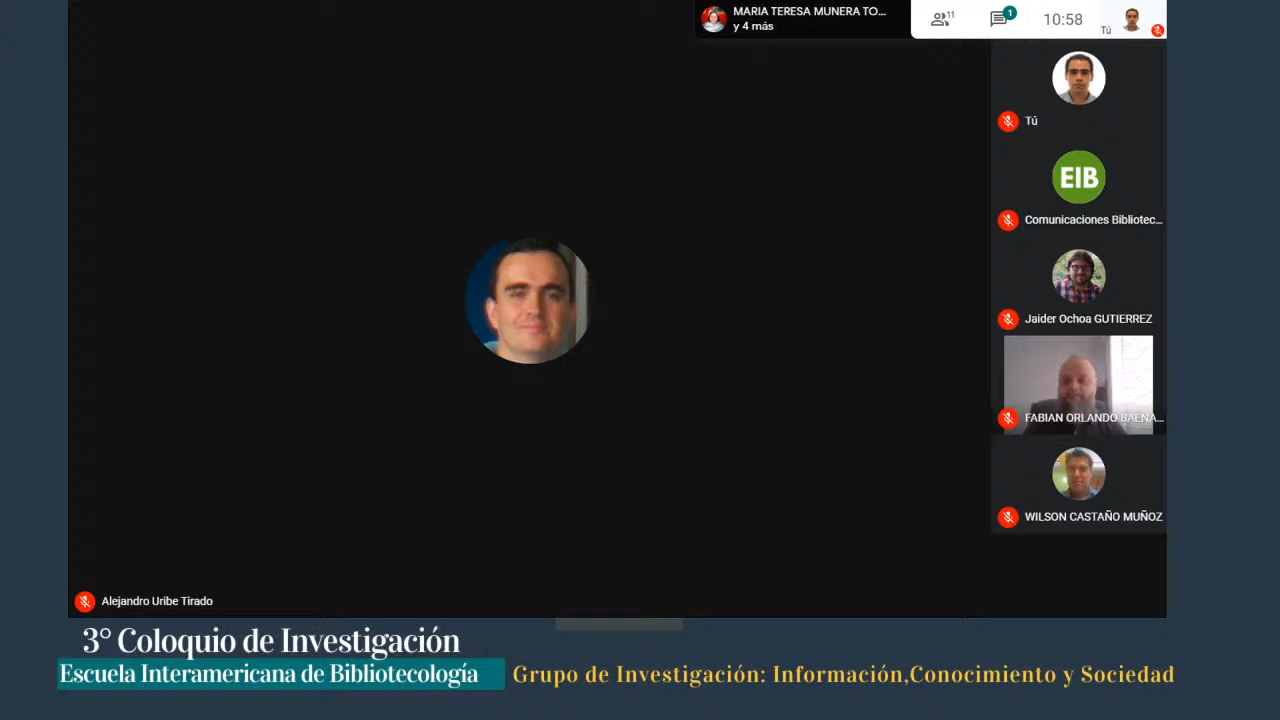 MARIA TERESA MUNERA TO...
y 4 más
11
1
10:58
Tú
Tú
EIB
Comunicaciones Bibliotec...
Jaider Ochoa GUTIERREZ
FABIAN ORLANDO BAENA...
WILSON CASTAÑO MUÑOZ
Alejandro Uribe Tirado
3° Coloquio de Investigación
Escuela Interamericana de Bibliotecología
Grupo de Investigación: Información,Conocimiento y Sociedad